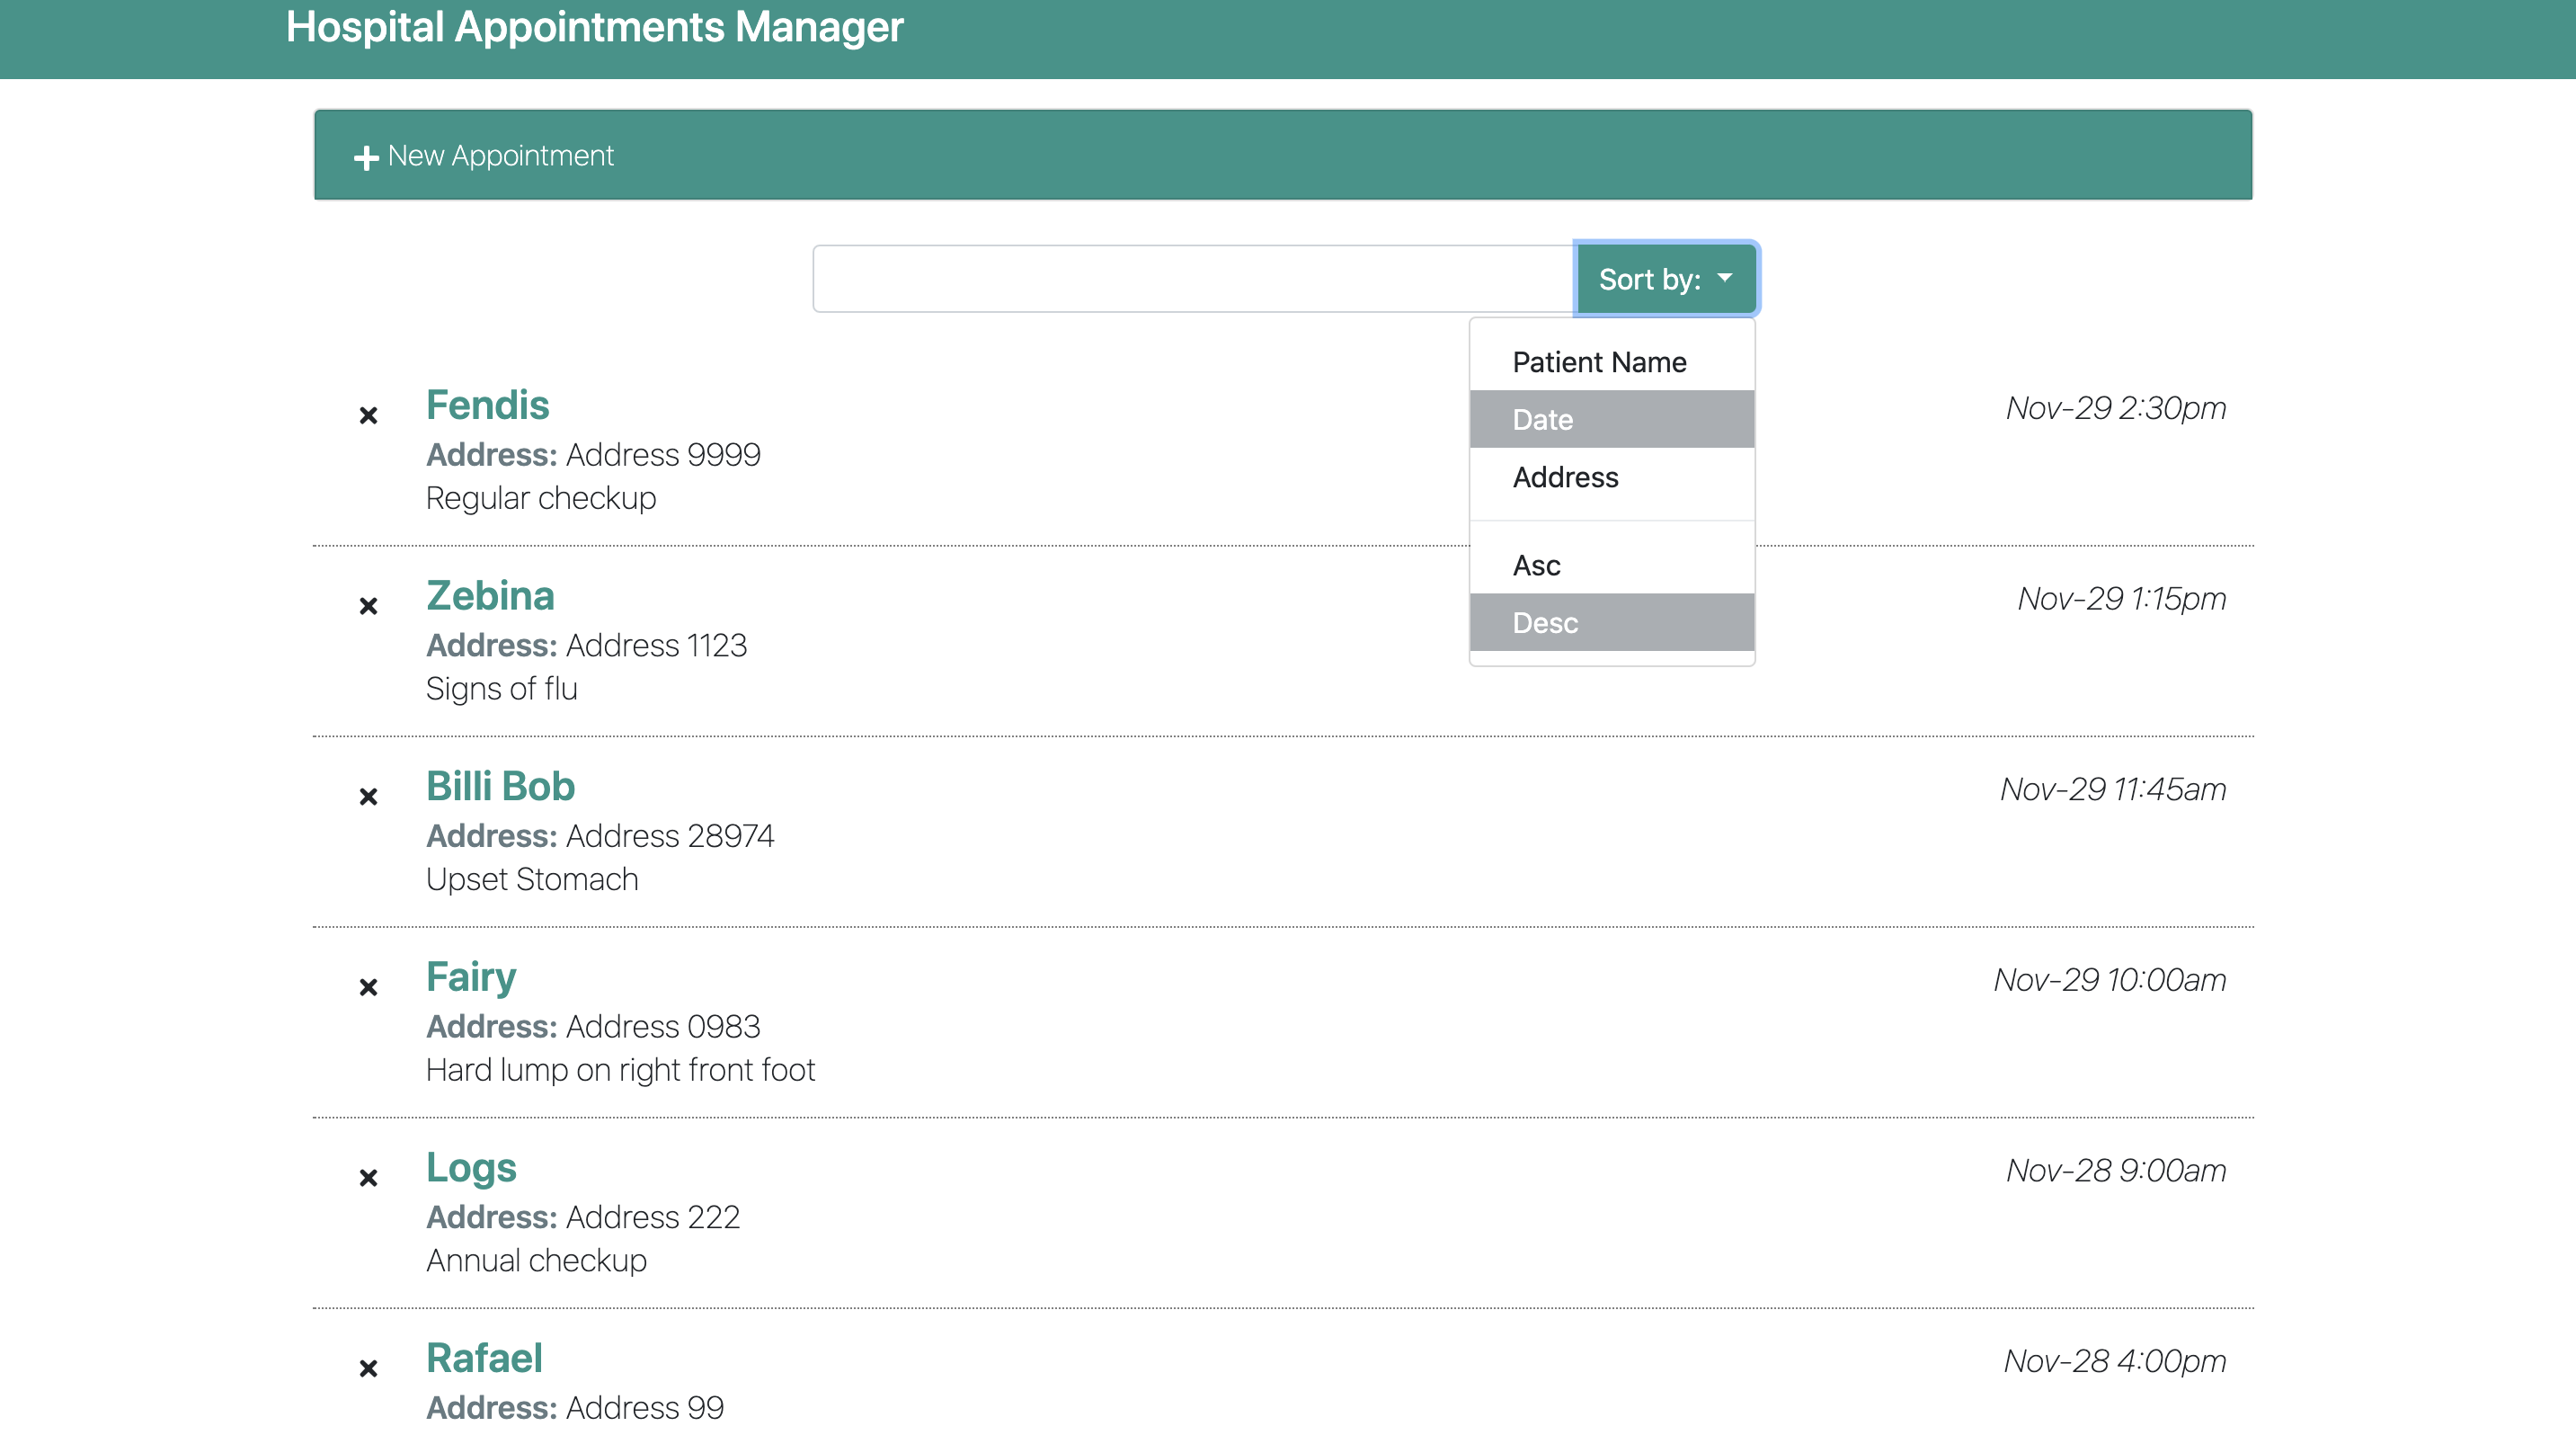 Hospital Appointments Manager
New Appointment
Sort by:
Patient Name
Date
Address
Asc
Desc
Fendis
Nov-29 2:30pm
Address: Address 9999
Regular checkup
Zebina
Nov-29 1:15pm
Address: Address 1123
Signs of flu
Billi Bob
Nov-29 11:45am
Address: Address 28974
Upset Stomach
Fairy
Nov-29 10:00am
Address: Address 0983
Hard lump on right front foot
Logs
Nov-28 9:00am
Address: Address 222
Annual checkup
Rafael
Nov-28 4:00pm
Address: Address 99